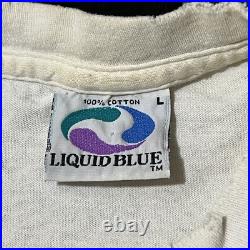 100% COTTON L
LIQUID BLUE
TM